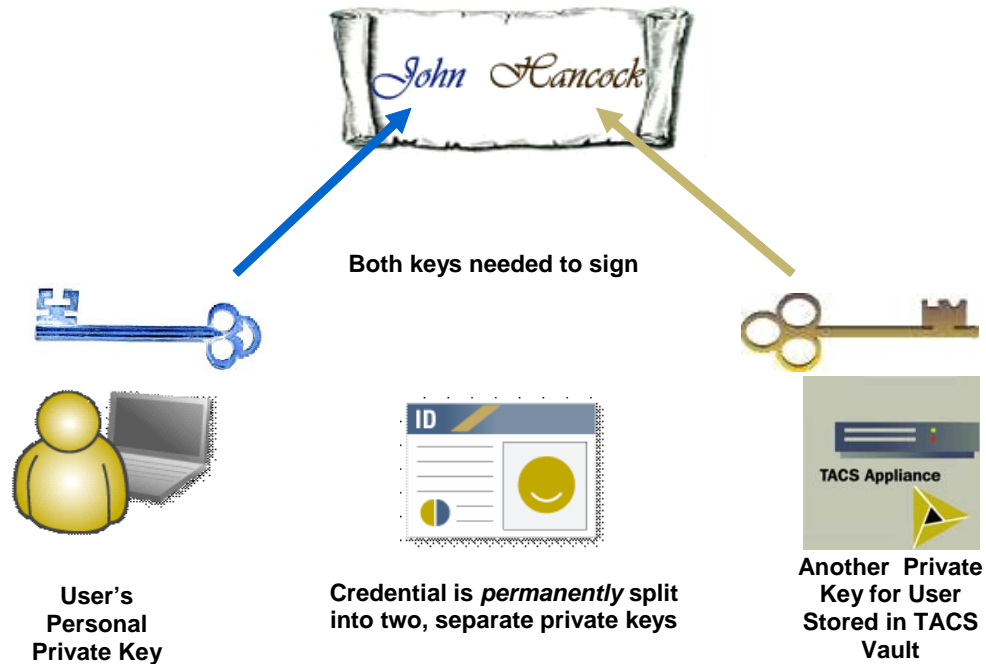 John Hancock
Both keys needed to sign
ID
TACS Appliance
User's
Personal
Private Key
Credential is permanently split
into two, separate private keys
Another Private
Key for User
Stored in TACS
Vault